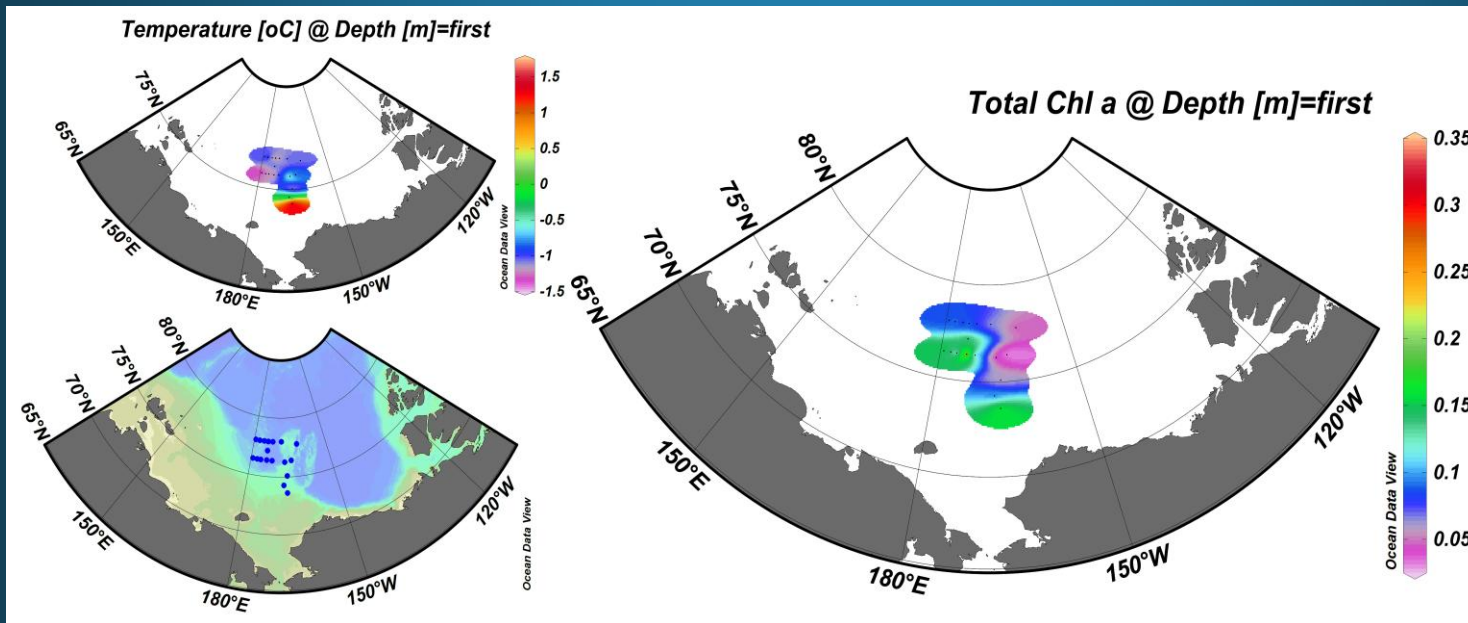 Temperature [oC] @ Depth [m]=first
75°N
65°N
150°E
180°E
150°W
120°W
1.5
1
0.5
0
-0.5
-1
-1.5
Ocean Data View
80°N
75°N
70°N
65°N
150°E
180°E
150°W
120°W
Ocean Data View
Total Chl a @ Depth [m]=first
80°N
75°N
70°N
65°N
150°E
180°E
150°W
120°W
0.35
0.3
0.25
0.2
0.15
0.1
0.05
Ocean Data View